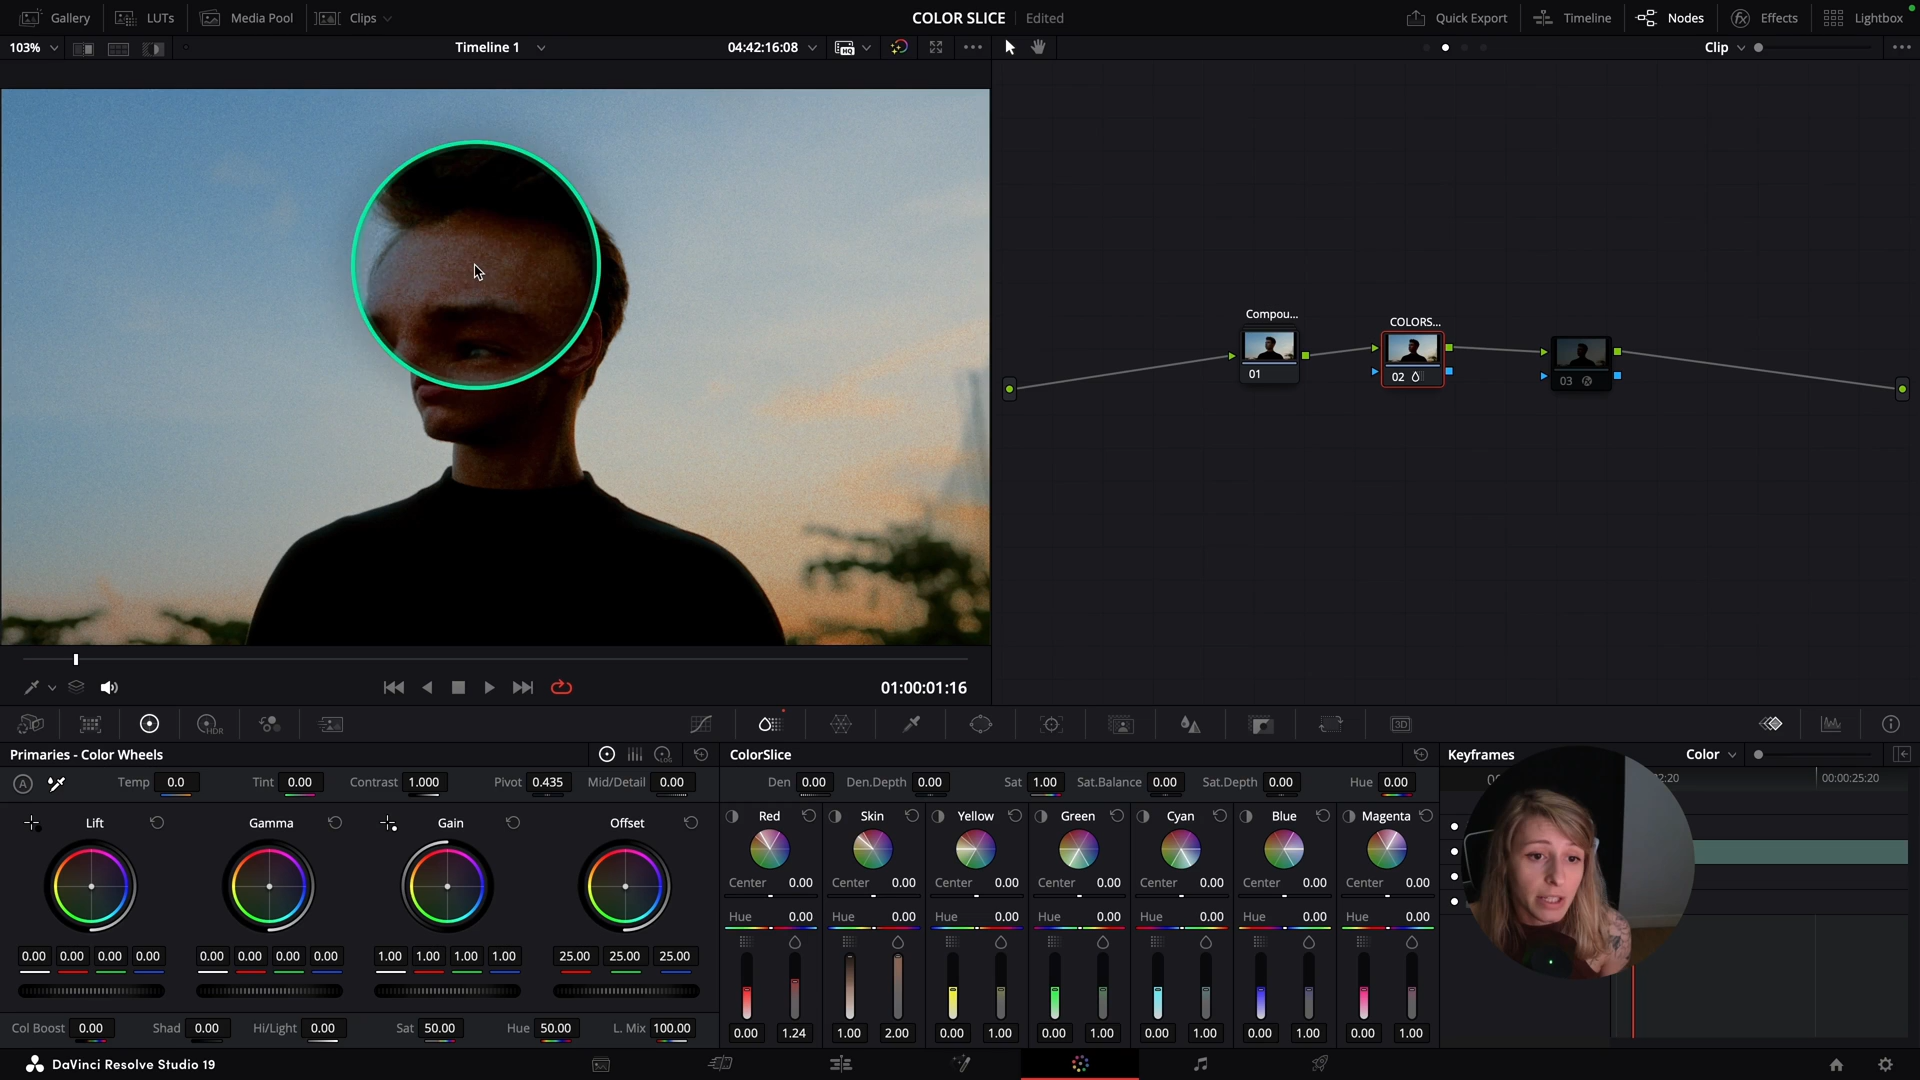 Gallery LUTs Media Pool Clips COLOR SLICE Edited Quick Export Timeline Nodes Effects Lightbox
103% Timeline 1 04:42:16:08 HQ Clip
Compou...
COLORS...
01
02
03
01:00:01:16
HDR
3D
Primaries - Color Wheels
LOG
ColorSlice
Keyframes Color
A Temp 0.0 Tint 0.00 Contrast 1.000 Pivot 0.435 Mid/Detail 0.00
Den 0.00 Den.Depth 0.00 Sat 1.00 Sat.Balance 0.00 Sat.Depth 0.00 Hue 0.00
2:20 00:00:25:20
Lift Gamma Gain Offset
Red Skin Yellow Green Cyan Blue Magenta
Center 0.00 Center 0.00 Center 0.00 Center 0.00 Center 0.00 Center 0.00 Center 0.00
Hue 0.00 Hue 0.00 Hue 0.00 Hue 0.00 Hue 0.00 Hue 0.00 Hue 0.00
0.00 0.00 0.00 0.00 0.00 0.00 0.00 0.00 1.00 1.00 1.00 1.00 25.00 25.00 25.00
Col Boost 0.00 Shad 0.00 Hi/Light 0.00 Sat 50.00 Hue 50.00 L. Mix 100.00
0.00 1.24 1.00 2.00 0.00 1.00 0.00 1.00 0.00 1.00 0.00 1.00 0.00 1.00
DaVinci Resolve Studio 19